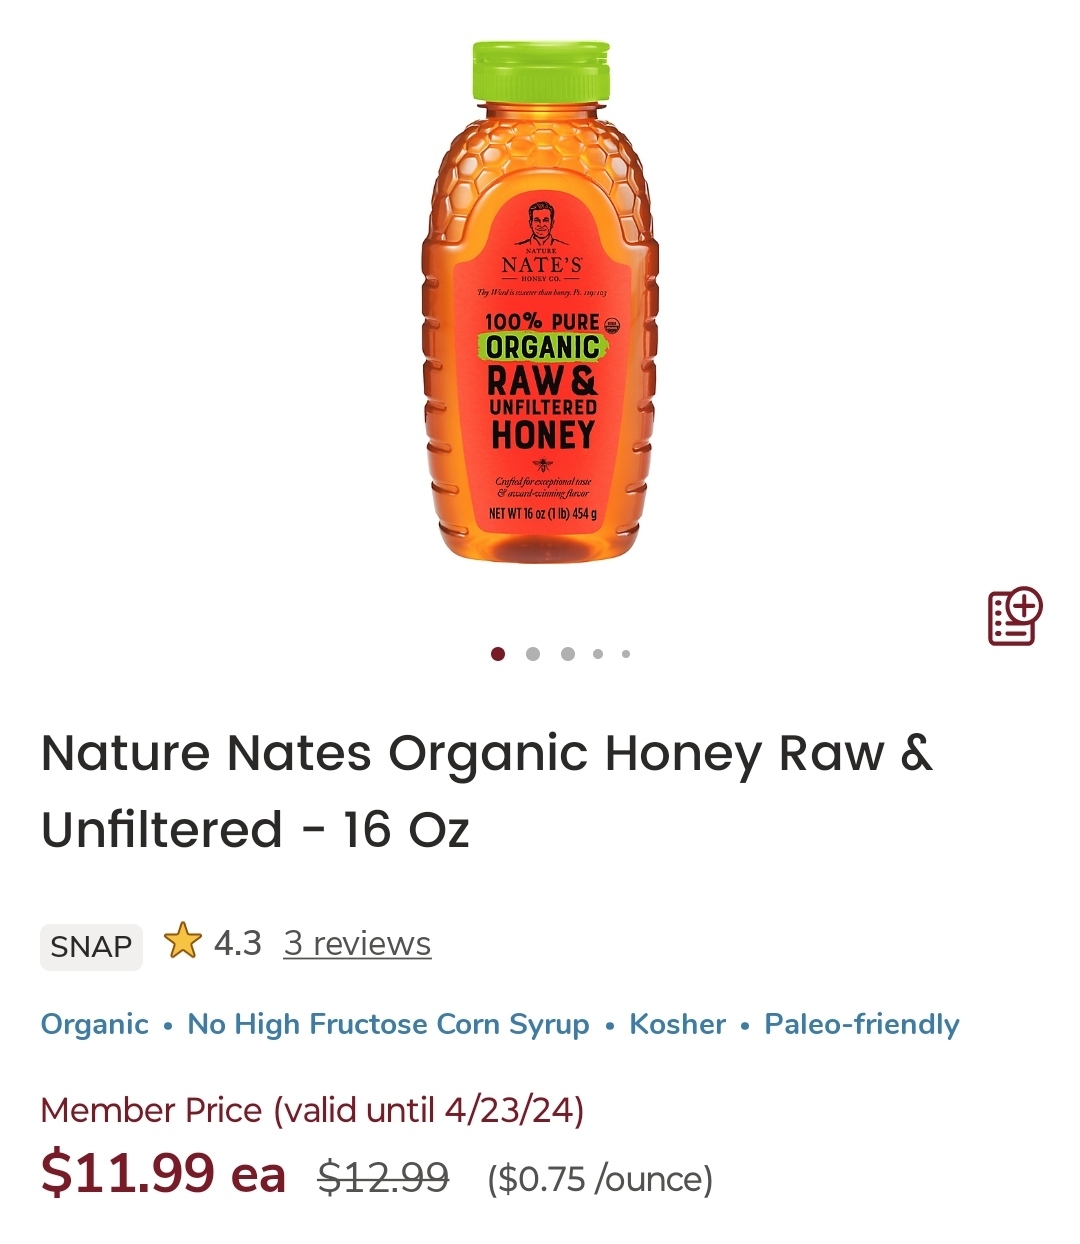 NATURE
NATE'S
HONEY CO.
Thy Word is sweeter than honey. Ps. 119:103
100% PURE
ORGANIC
RAW &
UNFILTERED
HONEY
Crafted for exceptional taste
& award-winning flavor
NET WT 16 oz (1 lb) 454 g
Nature Nates Organic Honey Raw &
Unfiltered - 16 Oz
SNAP 4.3 3 reviews
Organic • No High Fructose Corn Syrup • Kosher • Paleo-friendly
Member Price (valid until 4/23/24)
$11.99 ea $12.99 ($0.75 /ounce)